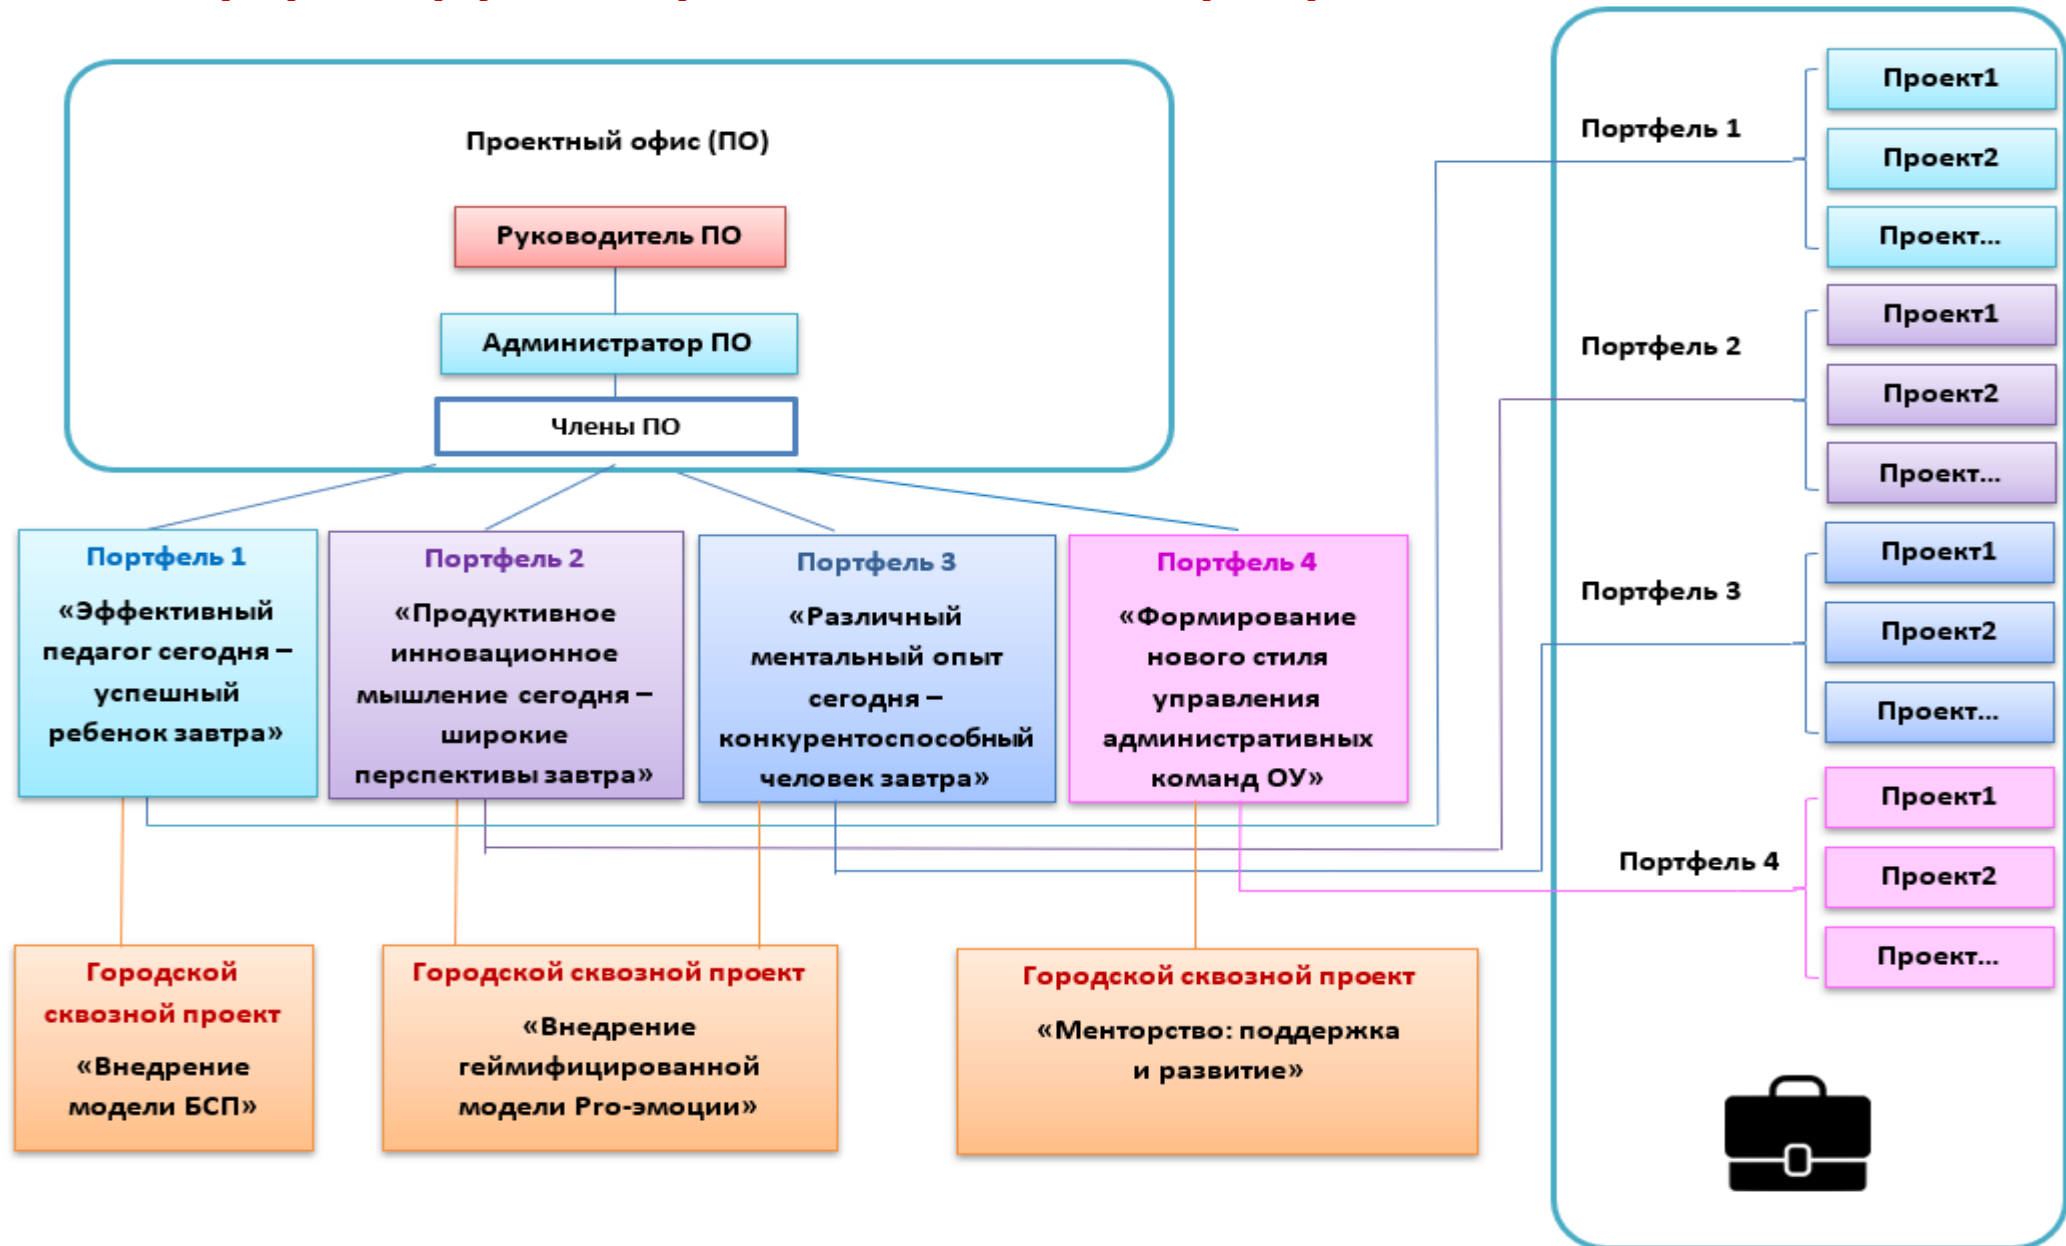 Проектный офис (ПО)
Руководитель ПО
Администратор ПО
Члены ПО
Портфель 1
«Эффективный
педагог сегодня –
успешный
ребенок завтра»
Портфель 2
«Продуктивное
инновационное
мышление сегодня –
широкие
перспективы завтра»
Портфель 3
«Различный
ментальный опыт
сегодня –
конкурентоспособный
человек завтра»
Портфель 4
«Формирование
нового стиля
управления
административных
команд ОУ»
Городской
сквозной проект
«Внедрение
модели БСП»
Городской сквозной проект
«Внедрение
геймифицированной
модели Pro-эмоции»
Городской сквозной проект
«Менторство: поддержка
и развитие»
Портфель 1
Проект1
Проект2
Проект...
Портфель 2
Проект1
Проект2
Проект...
Портфель 3
Проект1
Проект2
Проект...
Портфель 4
Проект1
Проект2
Проект...